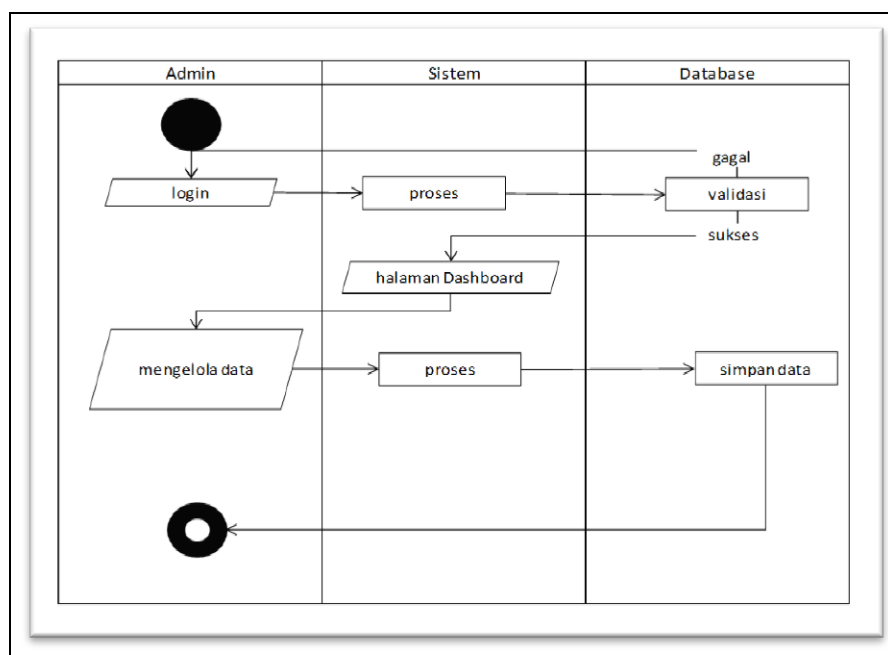 Admin
Sistem
Database
gagal
login
proses
validasi
sukses
halaman Dashboard
mengelola data
proses
simpan data